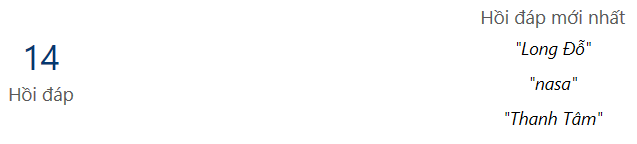 14
Hồi đáp
Hồi đáp mới nhất
"Long Đỗ"
"nasa"
"Thanh Tâm"